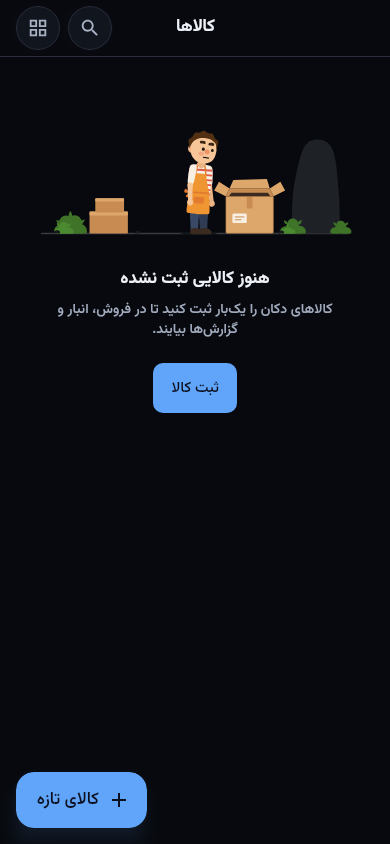 کالاها
هنوز کالایی ثبت نشده
کالاهای دکان را یک‌بار ثبت کنید تا در فروش، انبار و
گزارش‌ها بیایند.
ثبت کالا
کالای تازه